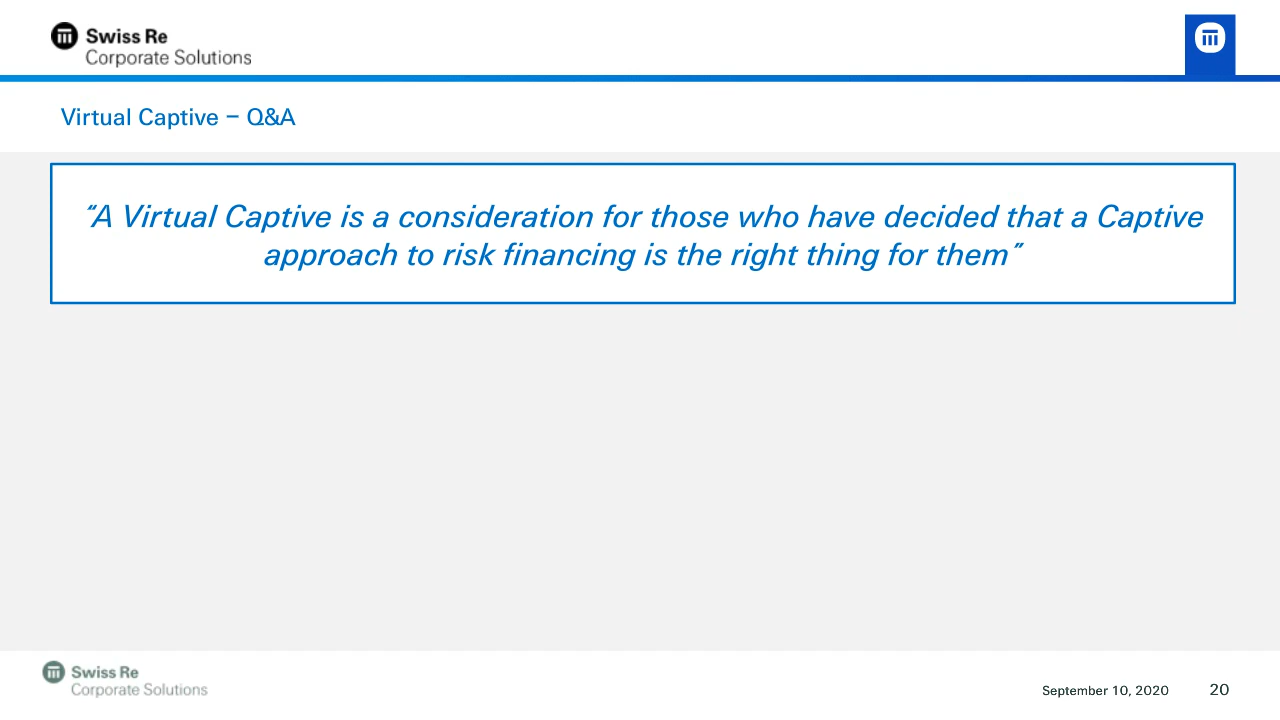 Swiss Re
Corporate Solutions
Virtual Captive – Q&A
“A Virtual Captive is a consideration for those who have decided that a Captive
approach to risk financing is the right thing for them”
Swiss Re
Corporate Solutions
September 10, 2020
20